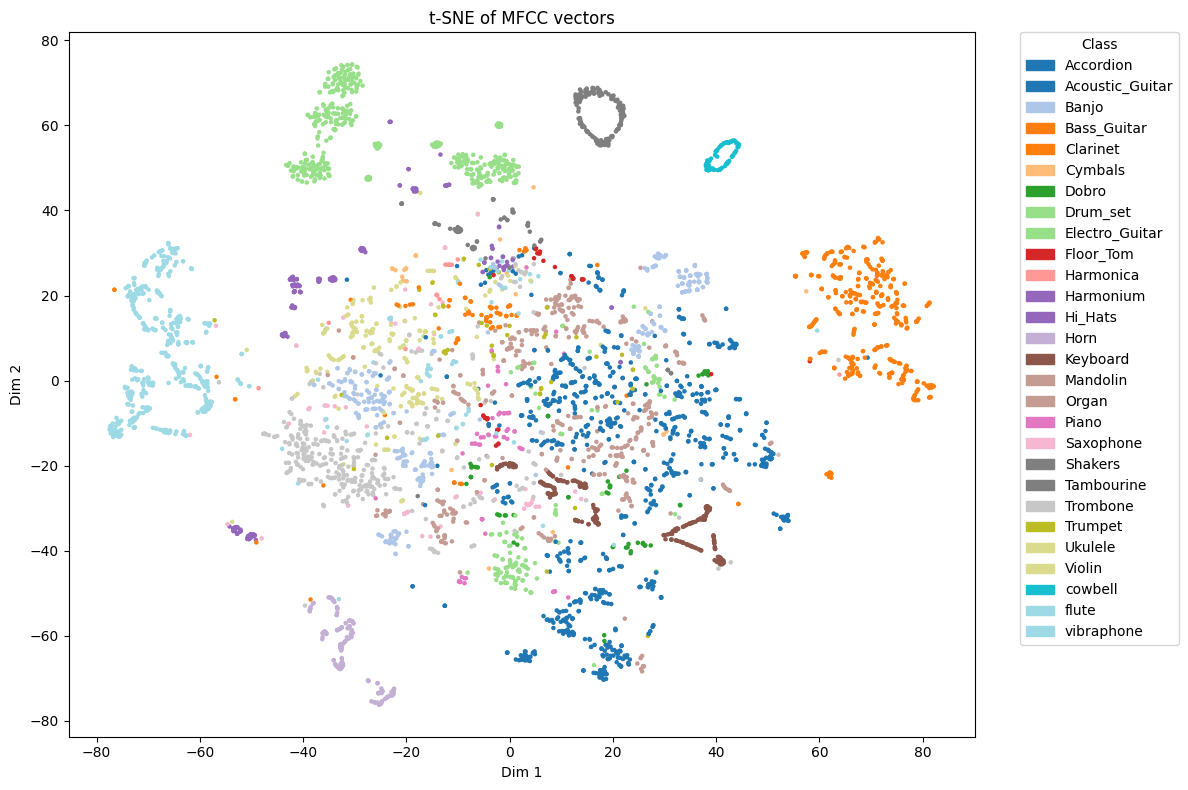 t-SNE of MFCC vectors
80
60
40
20
0
−20
−40
−60
−80
Dim 2
−80 −60 −40 −20 0 20 40 60 80
Dim 1
Class
Accordion
Acoustic_Guitar
Banjo
Bass_Guitar
Clarinet
Cymbals
Dobro
Drum_set
Electro_Guitar
Floor_Tom
Harmonica
Harmonium
Hi_Hats
Horn
Keyboard
Mandolin
Organ
Piano
Saxophone
Shakers
Tambourine
Trombone
Trumpet
Ukulele
Violin
cowbell
flute
vibraphone